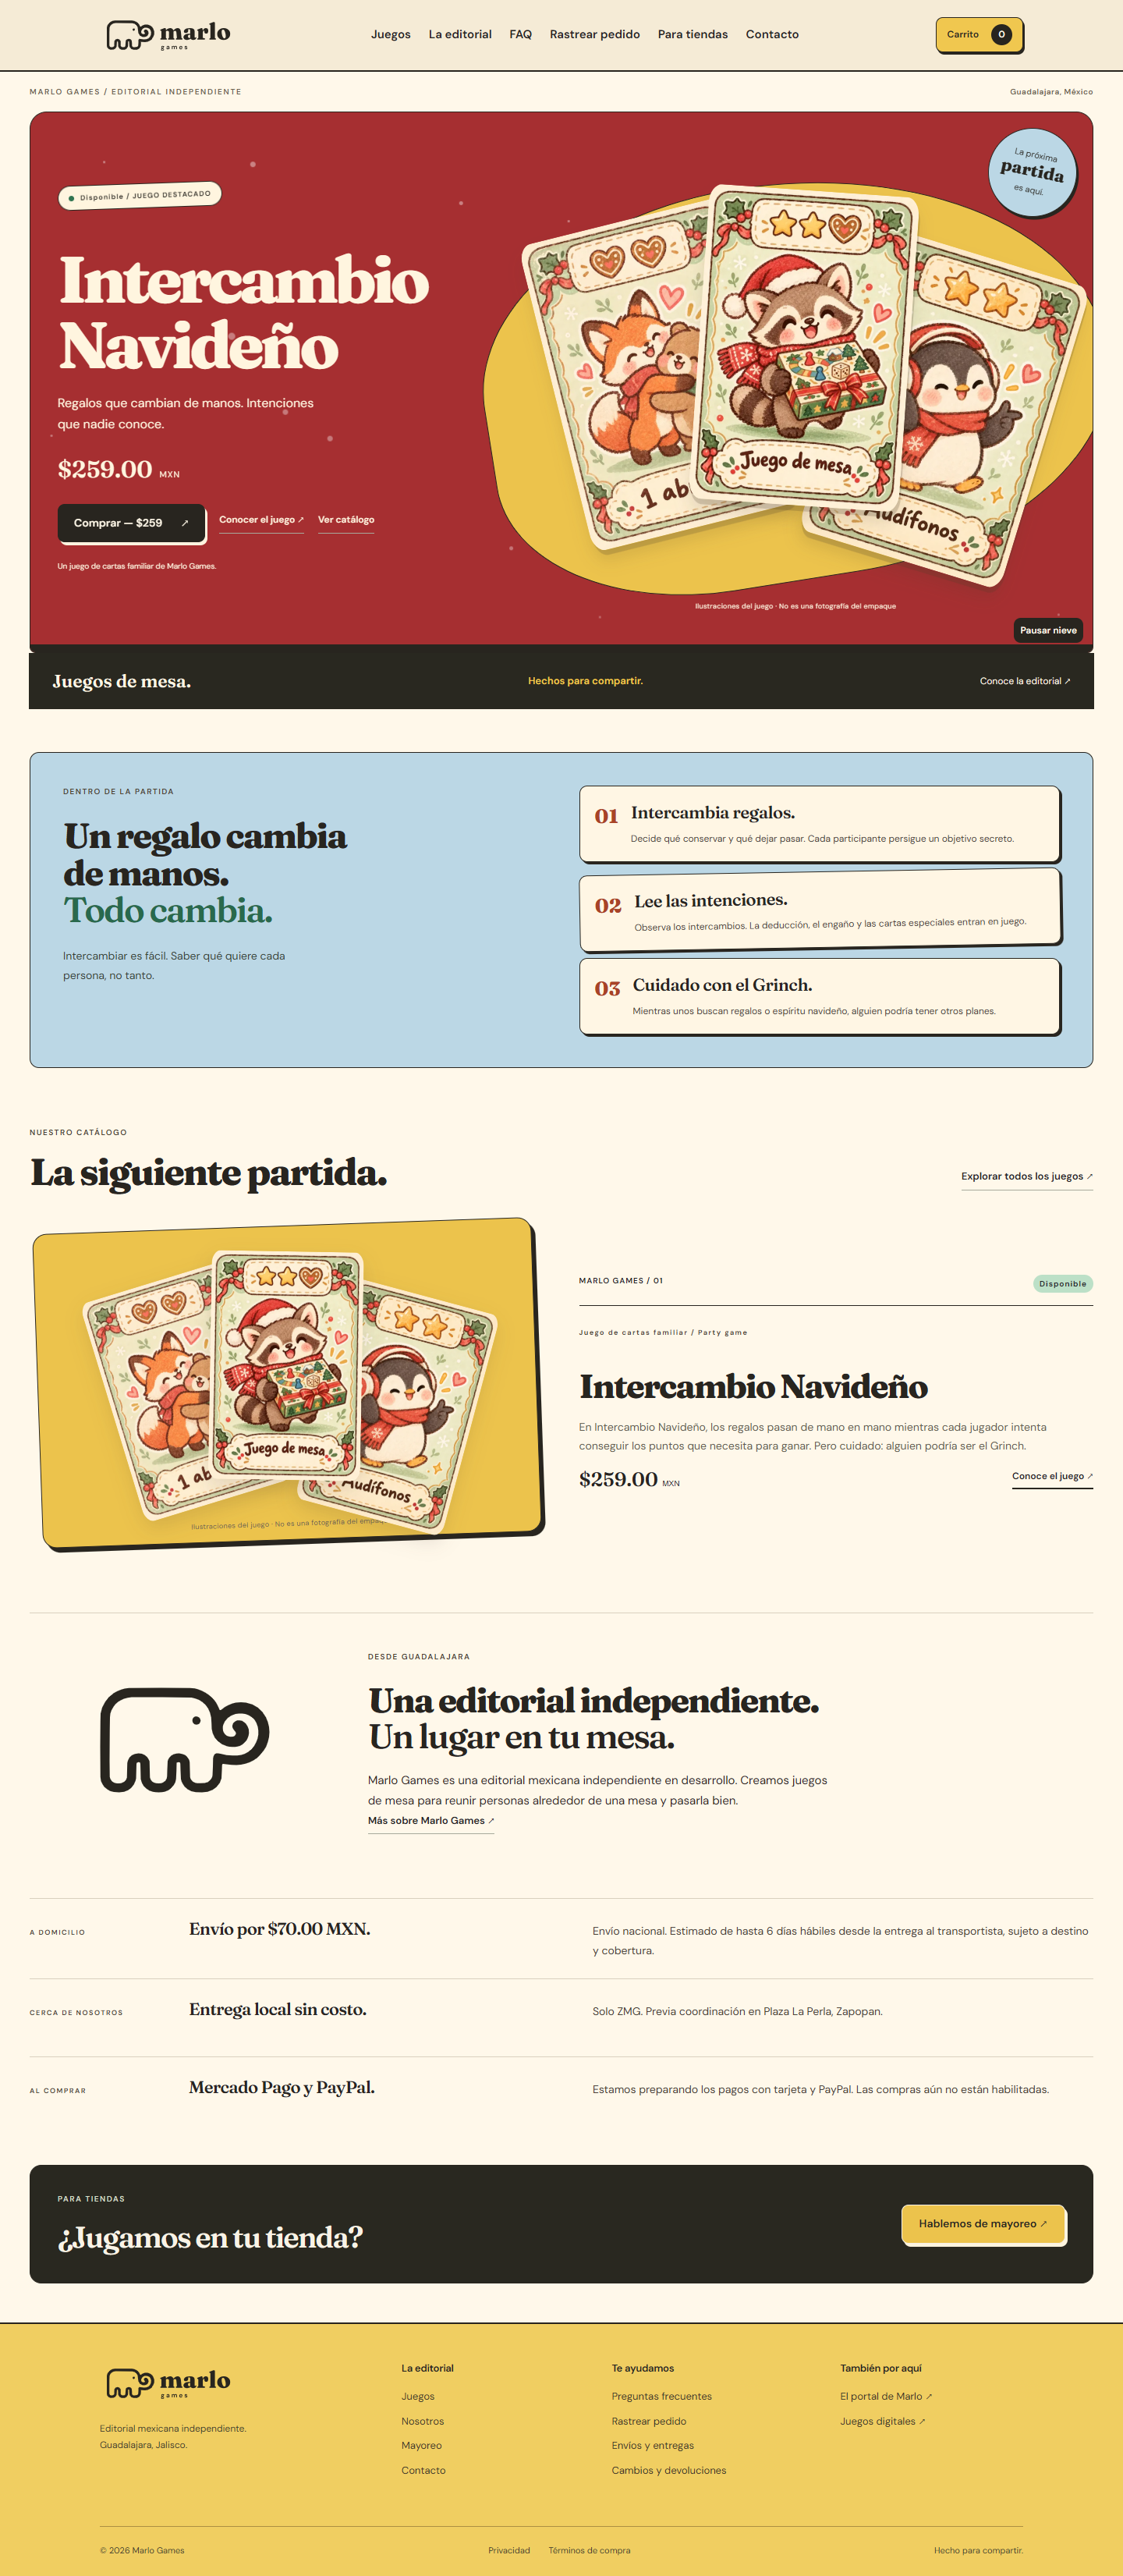 marlo
games
Juegos La editorial FAQ Rastrear pedido Para tiendas Contacto
Carrito 0
MARLO GAMES / EDITORIAL INDEPENDIENTE
Guadalajara, México
La próxima
partida
es aquí.
Disponible / JUEGO DESTACADO
Intercambio
Navideño
Regalos que cambian de manos. Intenciones
que nadie conoce.
$259.00 MXN
Comprar — $259 ↗
Conocer el juego ↗
Ver catálogo
Un juego de cartas familiar de Marlo Games.
1 ab
Juego de mesa
Audífonos
Ilustraciones del juego · No es una fotografía del empaque
Pausar nieve
Juegos de mesa.
Hechos para compartir.
Conoce la editorial ↗
DENTRO DE LA PARTIDA
Un regalo cambia
de manos.
Todo cambia.
Intercambiar es fácil. Saber qué quiere cada
persona, no tanto.
01 Intercambia regalos.
Decide qué conservar y qué dejar pasar. Cada participante persigue un objetivo secreto.
02 Lee las intenciones.
Observa los intercambios. La deducción, el engaño y las cartas especiales entran en juego.
03 Cuidado con el Grinch.
Mientras unos buscan regalos o espíritu navideño, alguien podría tener otros planes.
NUESTRO CATÁLOGO
La siguiente partida.
Explorar todos los juegos ↗
1 ab
Juego de mesa
Audífonos
Ilustraciones del juego · No es una fotografía del empaq
MARLO GAMES / 01
Disponible
Juego de cartas familiar / Party game
Intercambio Navideño
En Intercambio Navideño, los regalos pasan de mano en mano mientras cada jugador intenta
conseguir los puntos que necesita para ganar. Pero cuidado: alguien podría ser el Grinch.
$259.00 MXN
Conoce el juego ↗
DESDE GUADALAJARA
Una editorial independiente.
Un lugar en tu mesa.
Marlo Games es una editorial mexicana independiente en desarrollo. Creamos juegos
de mesa para reunir personas alrededor de una mesa y pasarla bien.
Más sobre Marlo Games ↗
A DOMICILIO
Envío por $70.00 MXN.
Envío nacional. Estimado de hasta 6 días hábiles desde la entrega al transportista, sujeto a destino
y cobertura.
CERCA DE NOSOTROS
Entrega local sin costo.
Solo ZMG. Previa coordinación en Plaza La Perla, Zapopan.
AL COMPRAR
Mercado Pago y PayPal.
Estamos preparando los pagos con tarjeta y PayPal. Las compras aún no están habilitadas.
PARA TIENDAS
¿Jugamos en tu tienda?
Hablemos de mayoreo ↗
marlo
games
Editorial mexicana independiente.
Guadalajara, Jalisco.
La editorial
Juegos
Nosotros
Mayoreo
Contacto
Te ayudamos
Preguntas frecuentes
Rastrear pedido
Envíos y entregas
Cambios y devoluciones
También por aquí
El portal de Marlo ↗
Juegos digitales ↗
© 2026 Marlo Games
Privacidad Términos de compra
Hecho para compartir.